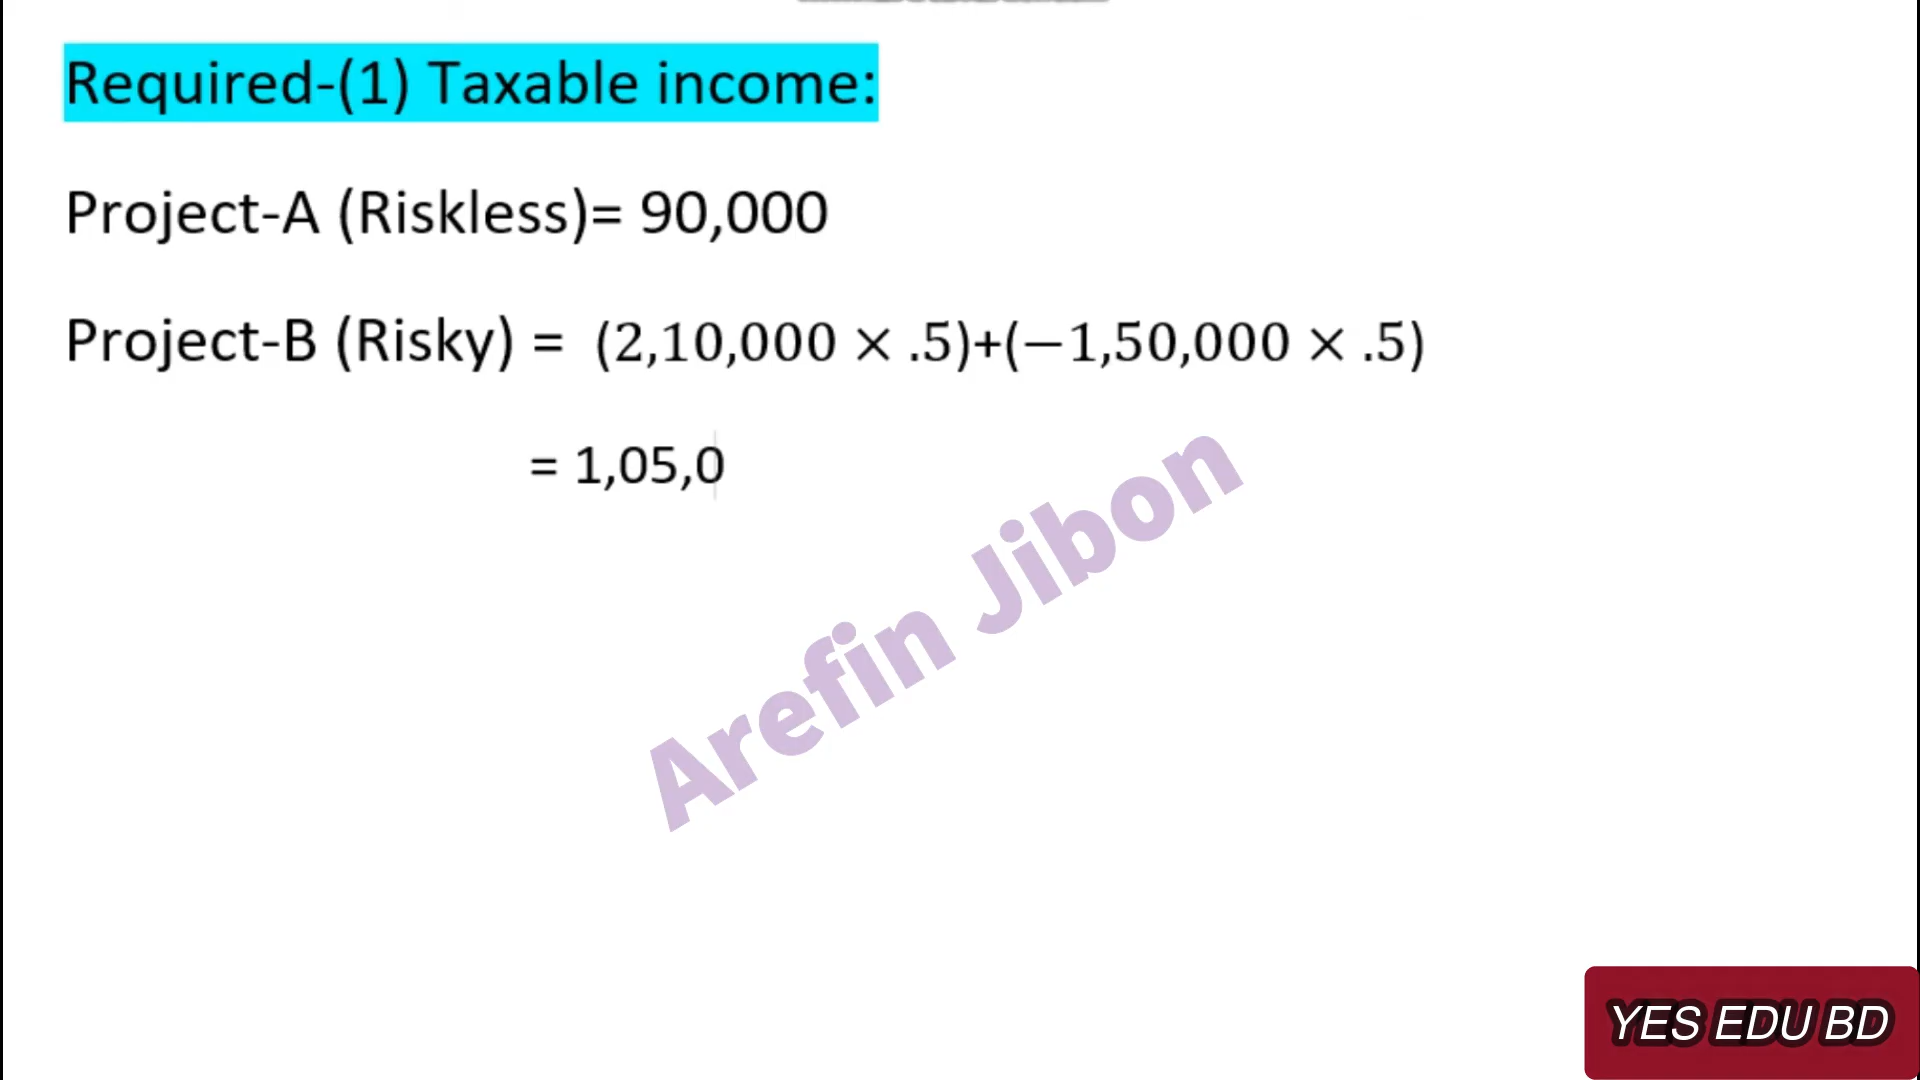 Required-(1) Taxable income:
Project-A (Riskless)= 90,000
Project-B (Risky) = (2,10,000 × .5)+(−1,50,000 × .5)
= 1,05,0
Arefin Jibon
YES EDU BD